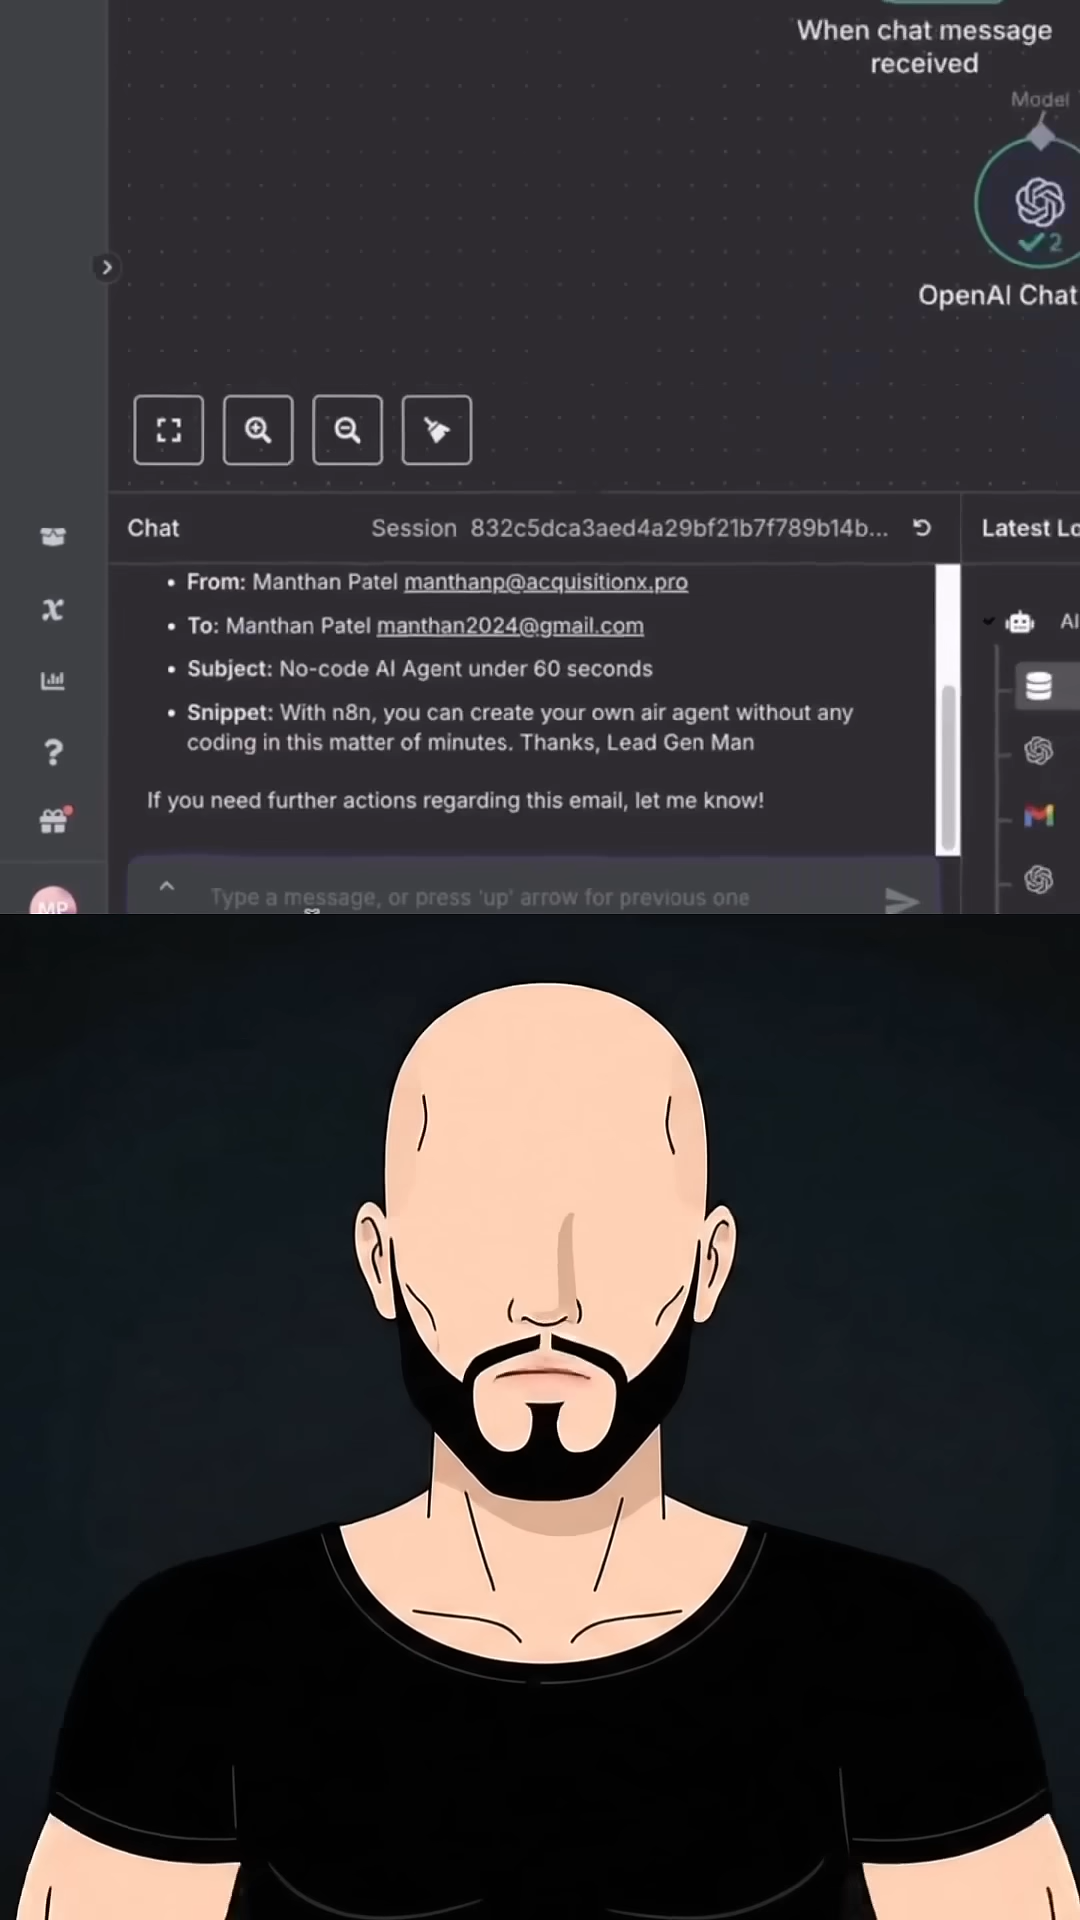 When chat message
received
Model
2
OpenAI Chat
Chat
Session 832c5dca3aed4a29bf21b7f789b14b...
Latest Lo
• From: Manthan Patel manthanp@acquisitionx.pro
• To: Manthan Patel manthan2024@gmail.com
AI
• Subject: No-code AI Agent under 60 seconds
• Snippet: With n8n, you can create your own air agent without any
coding in this matter of minutes. Thanks, Lead Gen Man
If you need further actions regarding this email, let me know!
Type a message, or press 'up' arrow for previous one
MP